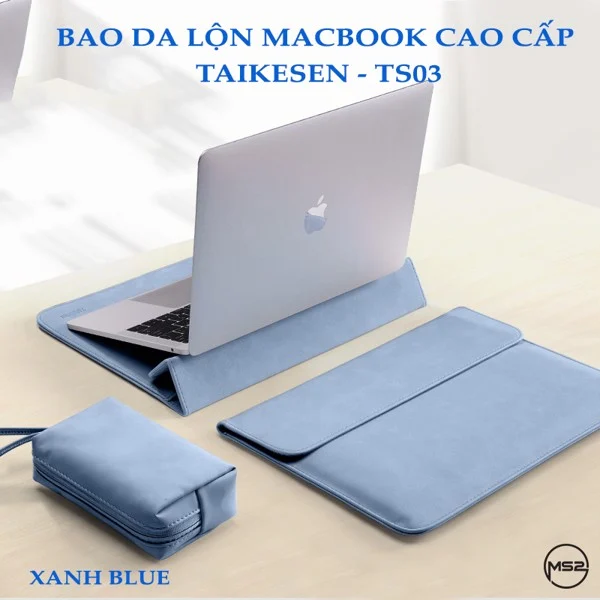 BAO DA LỘN MACBOOK CAO CẤP
TAIKESEN - TS03
XANH BLUE
MS2